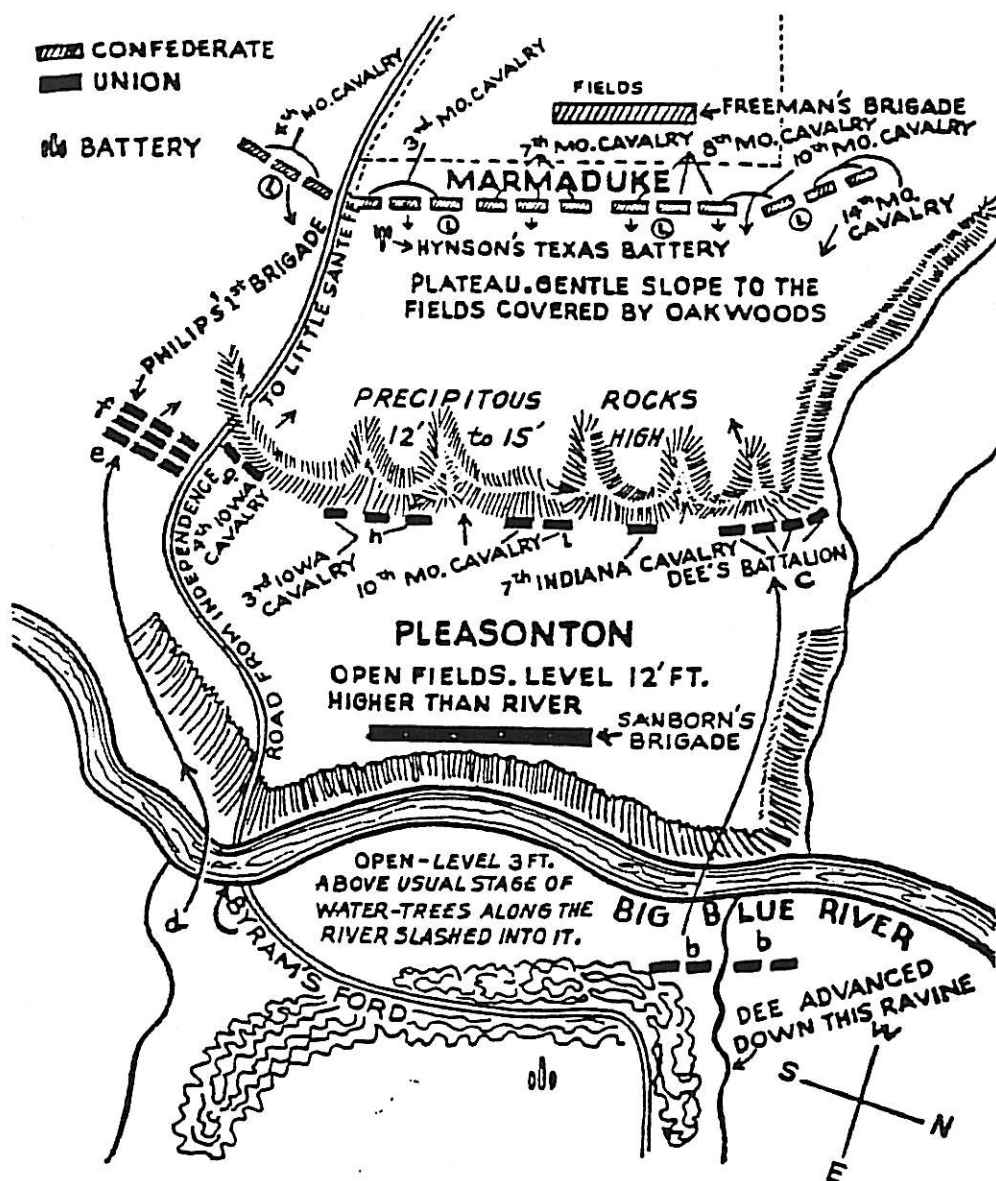 CONFEDERATE
UNION
BATTERY
MO. CAVALRY
3rd MO. CAVALRY
FIELDS
FREEMAN'S BRIGADE
7th MO. CAVALRY
8th MO. CAVALRY
10th MO. CAVALRY
MARMADUKE
14th MO.
CAVALRY
L
L
L
HYNSON'S TEXAS BATTERY
PLATEAU. GENTLE SLOPE TO THE
FIELDS COVERED BY OAKWOODS
PHILIPS' 1st BRIGADE
TO LITTLE SANTE FE
PRECIPITOUS ROCKS
12' to 15' HIGH
f
e
g
4th IOWA
CAVALRY
3rd IOWA
CAVALRY
h
10th MO. CAVALRY
i
7th INDIANA CAVALRY
DEE'S BATTALION
C
ROAD FROM INDEPENDENCE
PLEASONTON
OPEN FIELDS. LEVEL 12' FT.
HIGHER THAN RIVER
SANBORN'S
BRIGADE
OPEN-LEVEL 3 FT.
ABOVE USUAL STAGE OF
WATER-TREES ALONG THE
RIVER SLASHED INTO IT.
BIG BLUE RIVER
d
BYRAM'S FORD
b
b
DEE ADVANCED
DOWN THIS RAVINE
W
S
N
E